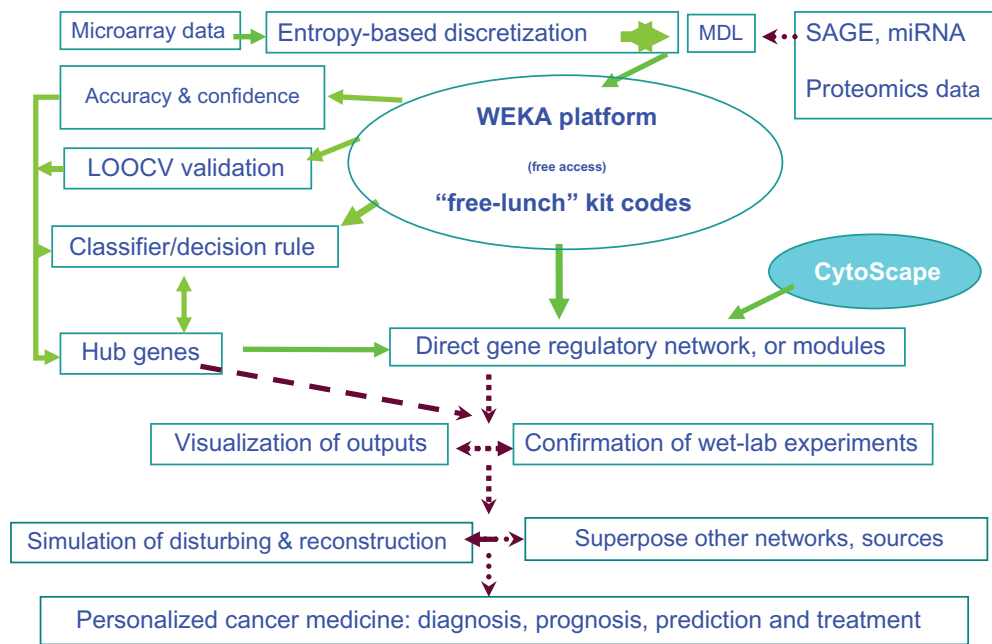 Microarray data
Entropy-based discretization
MDL
SAGE, miRNA
Proteomics data
Accuracy & confidence
WEKA platform
(free access)
“free-lunch” kit codes
LOOCV validation
Classifier/decision rule
CytoScape
Hub genes
Direct gene regulatory network, or modules
Visualization of outputs
Confirmation of wet-lab experiments
Simulation of disturbing & reconstruction
Superpose other networks, sources
Personalized cancer medicine: diagnosis, prognosis, prediction and treatment